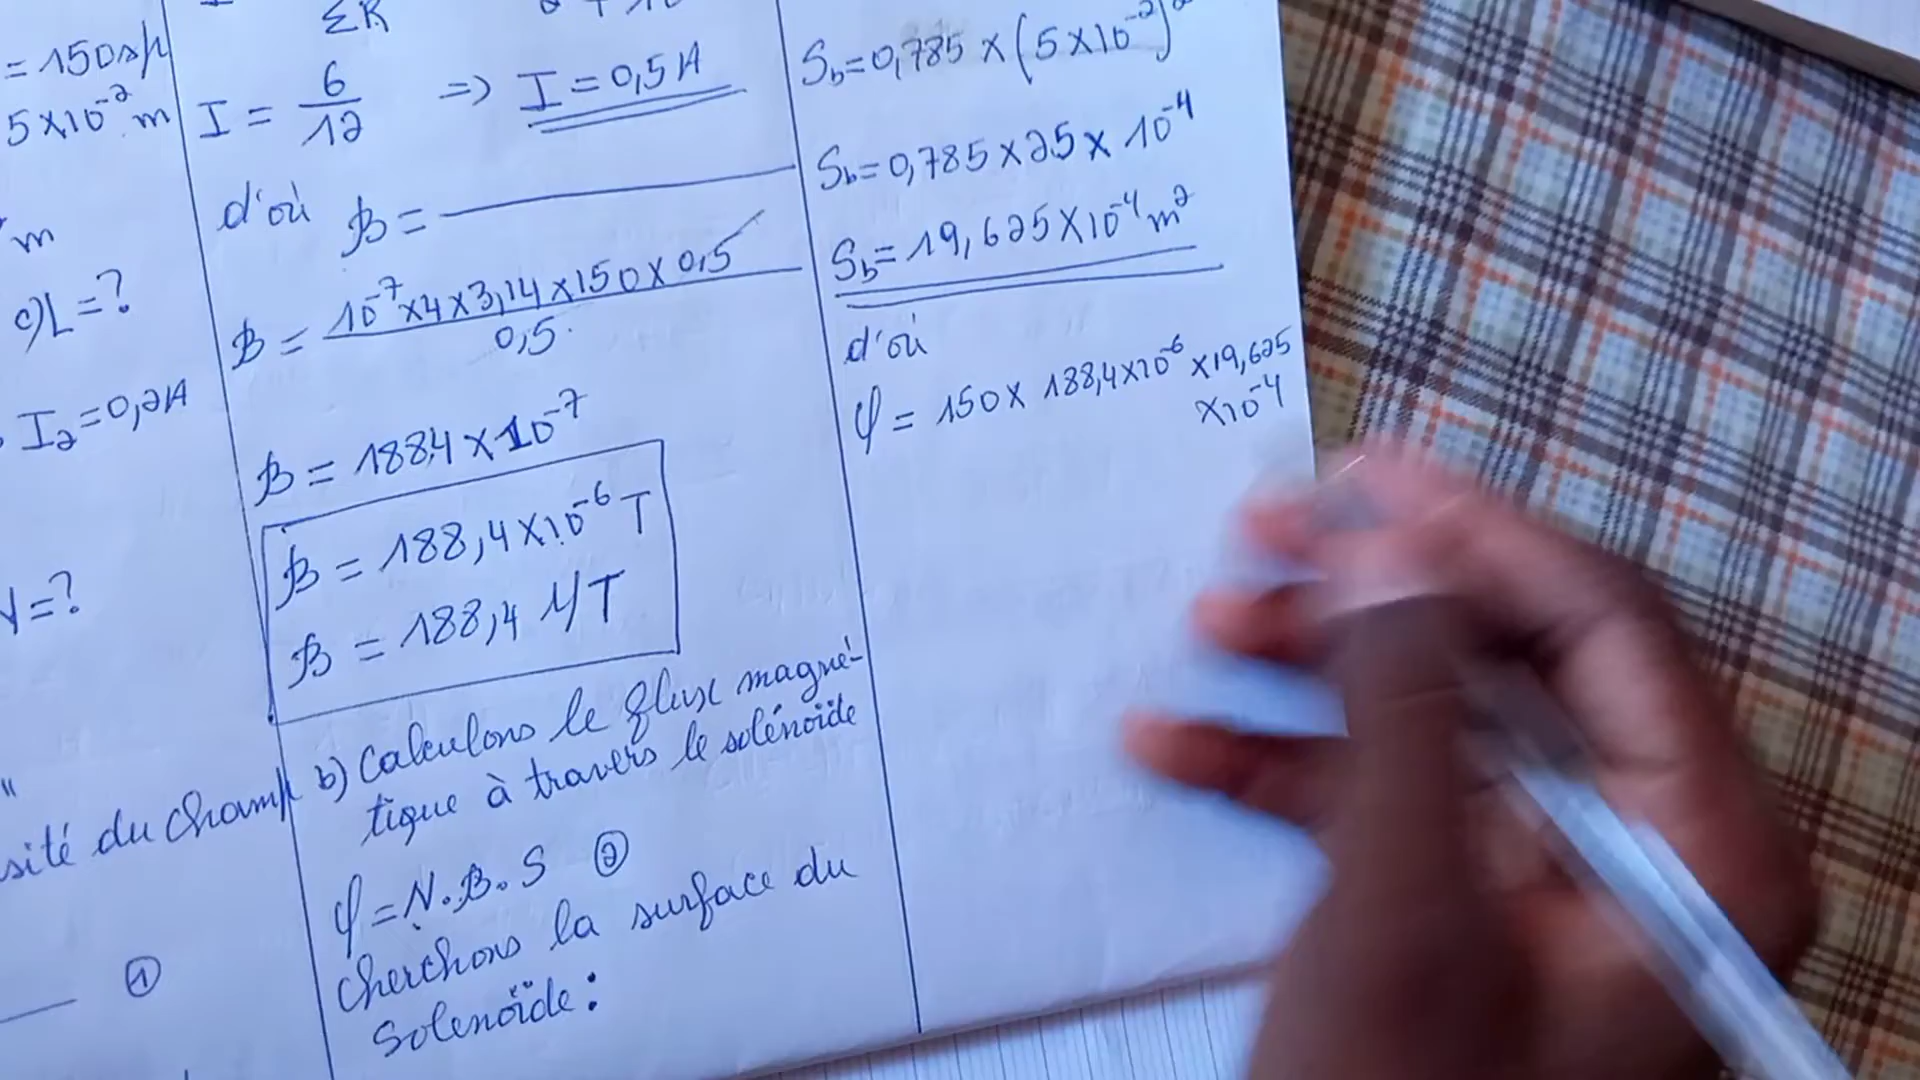 = 150 sp
5×10⁻² m
m
c) L = ?
I₂ = 0,2A
= ?
"
sité du champ
①
ΣR
I = 6/12 => I = 0,5A
d'où B =
B = 10⁻⁷×4×3,14×150×0,5 / 0,5
B = 188,4×10⁻⁷
B = 188,4×10⁻⁶ T
B = 188,4 µT
b) Calculons le flux magné-
tique à travers le solénoïde
φ = N.B.S ②
cherchons la surface du
solenoïde :
Sb = 0,785 × (5×10⁻²)²
Sb = 0,785 × 25 × 10⁻⁴
Sb = 19,625×10⁻⁴ m²
d'où
φ = 150 × 188,4×10⁻⁶ × 19,625
×10⁻⁴